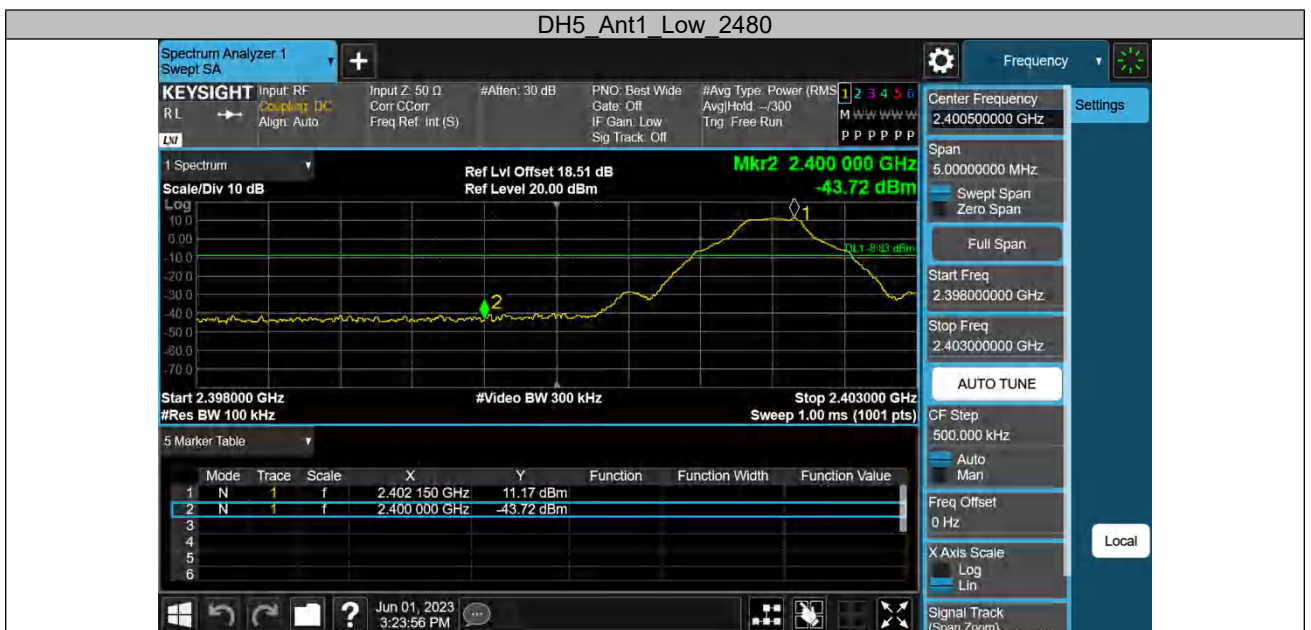 DH5_Ant1_Low_2480
Spectrum Analyzer 1
Swept SA
Frequency
KEYSIGHT
R L
LXI
Input: RF
Coupling: DC
Align: Auto
Input Z: 50 Ω
Corr CCorr
Freq Ref: Int (S)
#Atten: 30 dB
PNO: Best Wide
Gate: Off
IF Gain: Low
Sig Track: Off
#Avg Type: Power (RMS
Avg|Hold: --/300
Trig: Free Run
1 2 3 4 5 6
M W W W W W
P P P P P P
Center Frequency
2.400500000 GHz
Settings
Span
5.00000000 MHz
Swept Span
Zero Span
Full Span
Start Freq
2.398000000 GHz
Stop Freq
2.403000000 GHz
AUTO TUNE
CF Step
500.000 kHz
Auto
Man
Freq Offset
0 Hz
X Axis Scale
Log
Lin
Signal Track
(Span Zoom)
Local
1 Spectrum
Scale/Div 10 dB
Ref Lvl Offset 18.51 dB
Ref Level 20.00 dBm
Mkr2 2.400 000 GHz
-43.72 dBm
Log
10.0
0.00
-10.0
-20.0
-30.0
-40.0
-50.0
-60.0
-70.0
1
2
DL1 -8.83 dBm
Start 2.398000 GHz
#Res BW 100 kHz
#Video BW 300 kHz
Stop 2.403000 GHz
Sweep 1.00 ms (1001 pts)
5 Marker Table
Mode Trace Scale X Y Function Function Width Function Value
1 N 1 f 2.402 150 GHz 11.17 dBm
2 N 1 f 2.400 000 GHz -43.72 dBm
3
4
5
6
?
Jun 01, 2023
3:23:56 PM